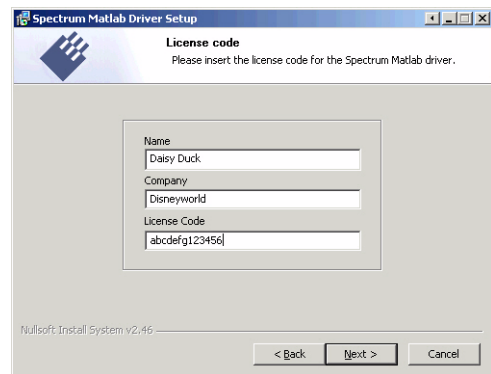 Spectrum Matlab Driver Setup
License code
Please insert the license code for the Spectrum Matlab driver.
Name
Daisy Duck
Company
Disneyworld
License Code
abcdefg123456
Nullsoft Install System v2.46
< Back
Next >
Cancel